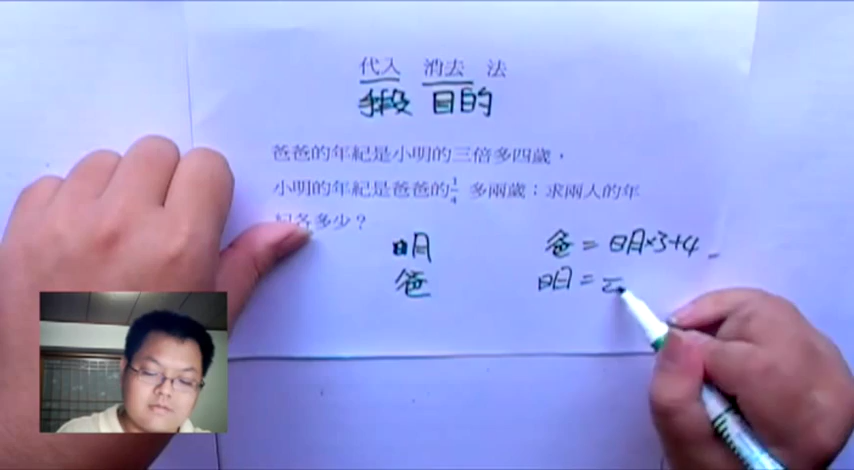 代入 消去 法
手段 目的
爸爸的年紀是小明的三倍多四歲，
小明的年紀是爸爸的1/4 多兩歲；求兩人的年
紀各多少？
明 爸=明×3+4
爸 明=